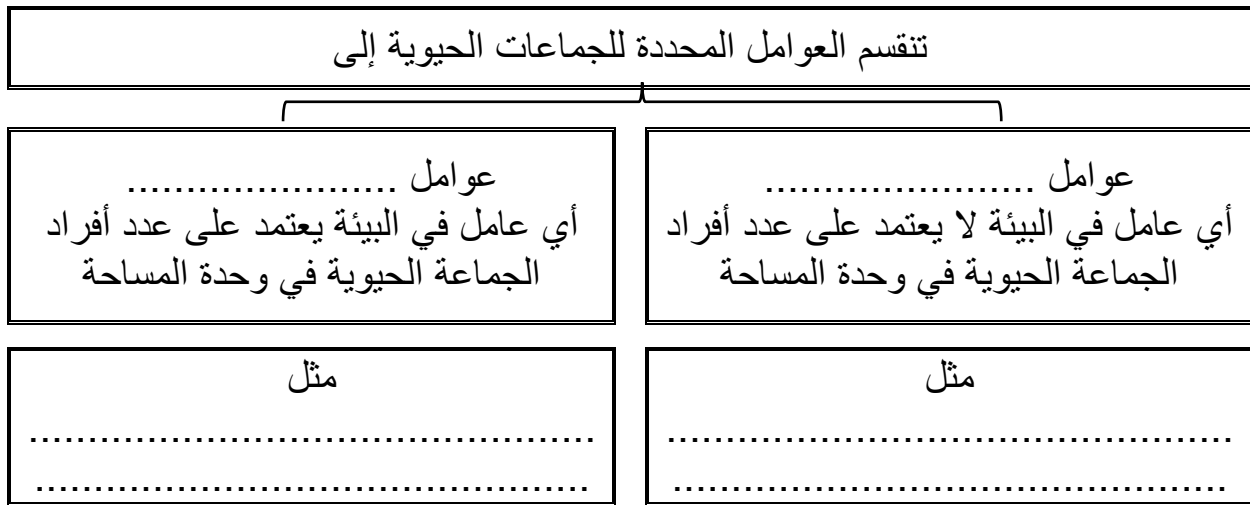 تنقسم العوامل المحددة للجماعات الحيوية إلى
عوامل .......................
أي عامل في البيئة لا يعتمد على عدد أفراد
الجماعة الحيوية في وحدة المساحة
عوامل .......................
أي عامل في البيئة يعتمد على عدد أفراد
الجماعة الحيوية في وحدة المساحة
مثل
................................................
...............................................
مثل
................................................
...............................................